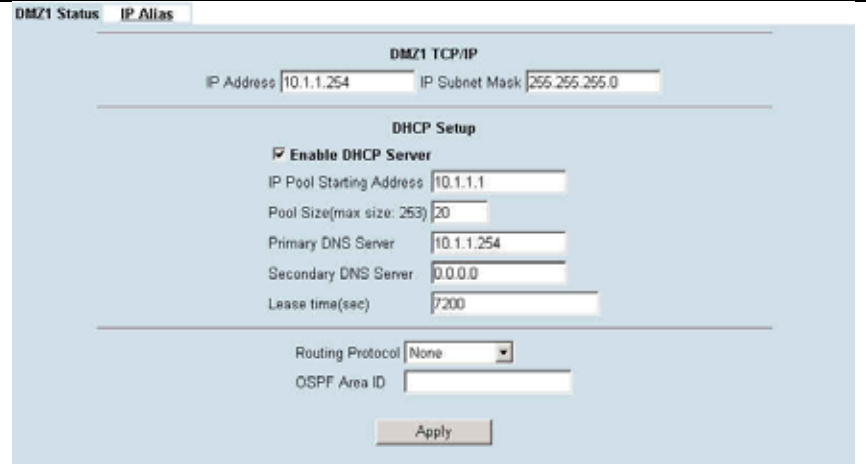 DMZ1 Status IP Alias
DMZ1 TCP/IP
IP Address 10.1.1.254 IP Subnet Mask 255.255.255.0
DHCP Setup
Enable DHCP Server
IP Pool Starting Address 10.1.1.1
Pool Size(max size: 253) 20
Primary DNS Server 10.1.1.254
Secondary DNS Server 0.0.0.0
Lease time(sec) 7200
Routing Protocol None
OSPF Area ID
Apply